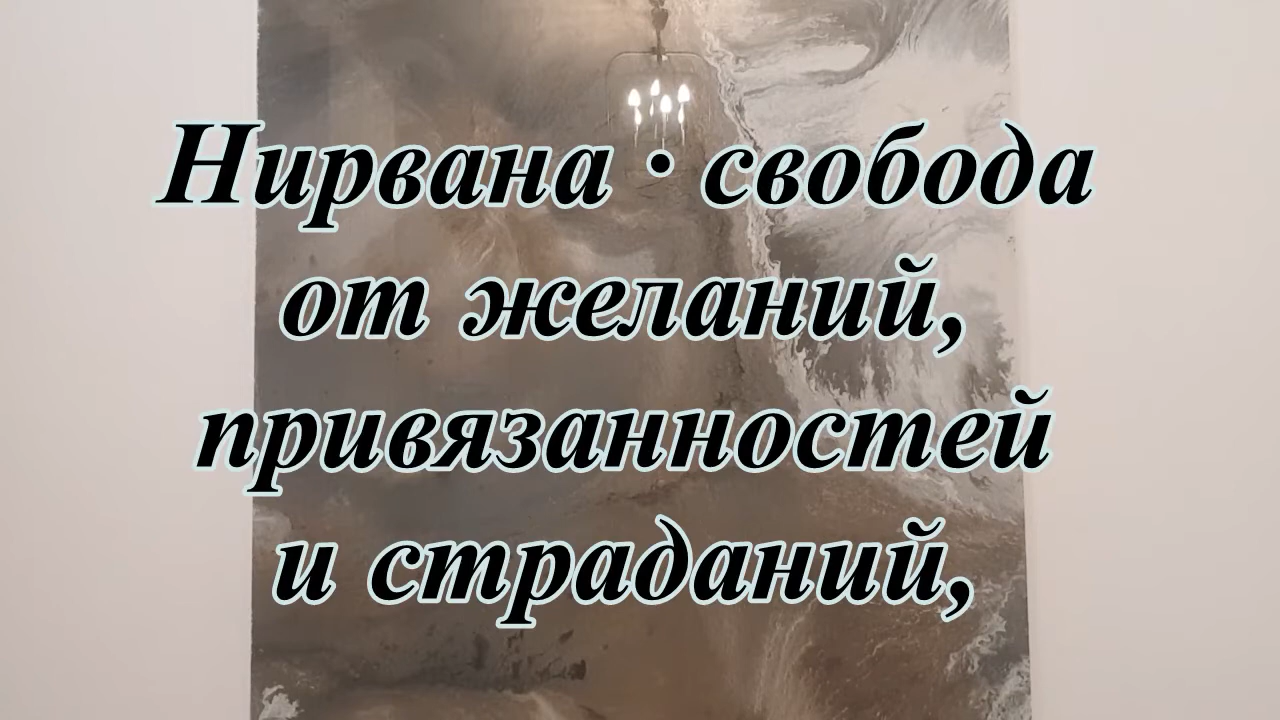 Нирвана · свобода
от желаний,
привязанностей
и страданий,